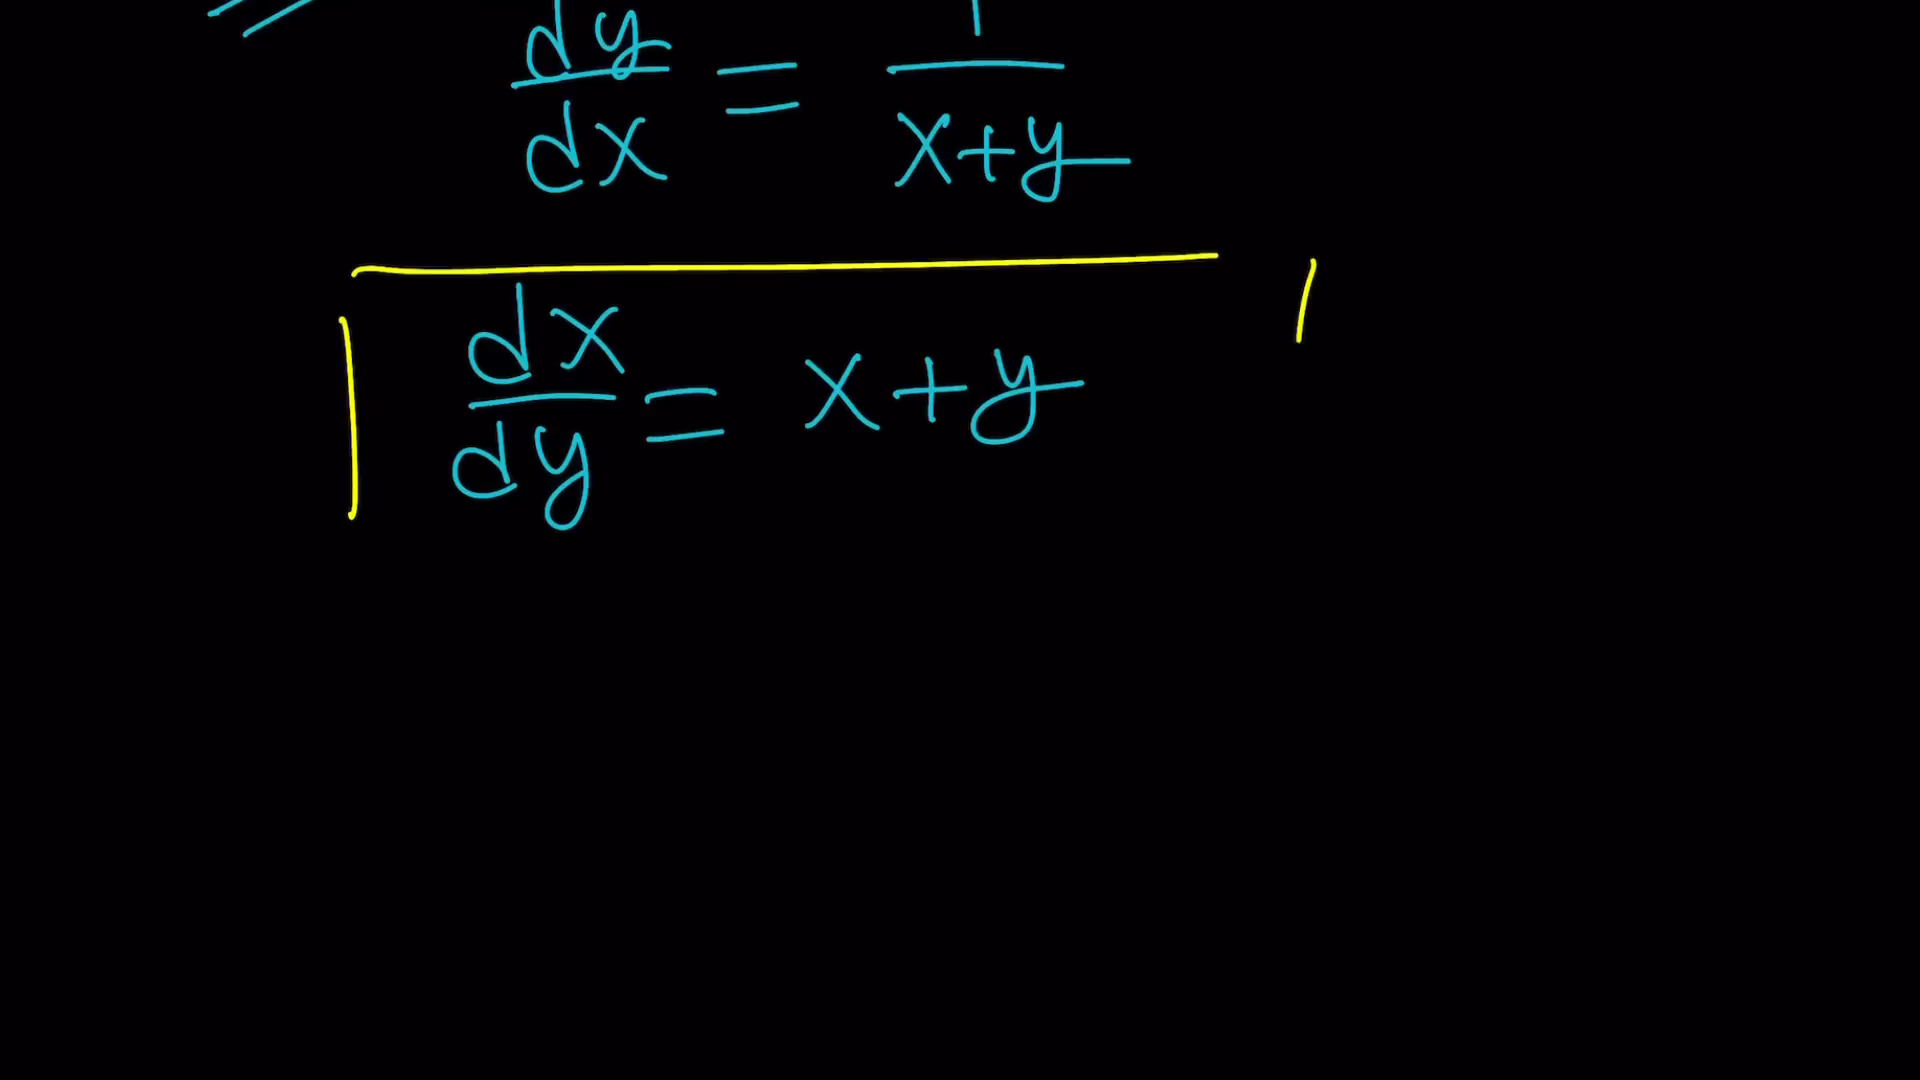 dy/dx = 1/(x+y)
dx/dy = x+y